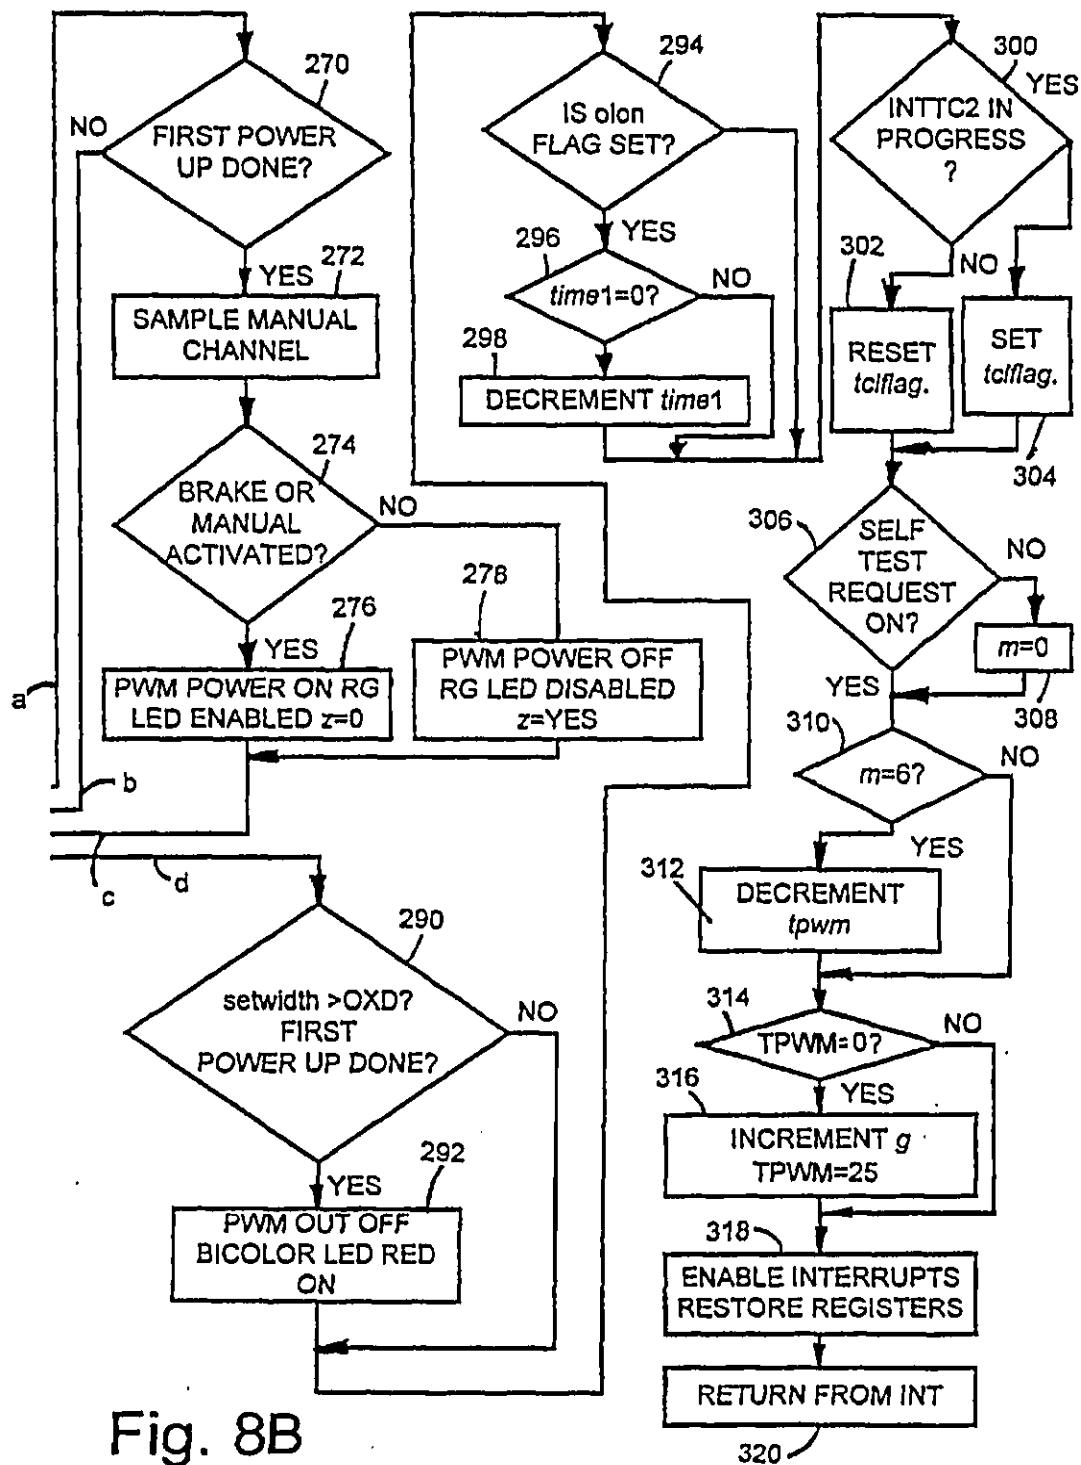 270
NO
FIRST POWER
UP DONE?
YES
272
SAMPLE MANUAL
CHANNEL
274
BRAKE OR
MANUAL
ACTIVATED?
NO
276
278
YES
PWM POWER ON RG
LED ENABLED z=0
PWM POWER OFF
RG LED DISABLED
z=YES
a
b
c
d
290
setwidth >OXD?
FIRST
POWER UP DONE?
NO
YES
292
PWM OUT OFF
BICOLOR LED RED
ON
294
IS olon
FLAG SET?
YES
296
time1=0?
NO
298
DECREMENT time1
300
YES
INTTC2 IN
PROGRESS
?
302
NO
RESET
tclflag.
SET
tclflag.
304
306
SELF
TEST
REQUEST
ON?
NO
m=0
308
YES
310
m=6?
NO
YES
312
DECREMENT
tpwm
314
TPWM=0?
NO
YES
316
INCREMENT g
TPWM=25
318
ENABLE INTERRUPTS
RESTORE REGISTERS
RETURN FROM INT
320
Fig. 8B